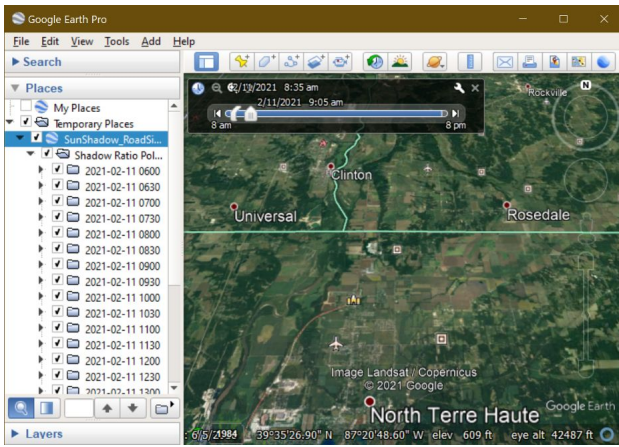 Google Earth Pro
File Edit View Tools Add Help
Search
Places
My Places
Temporary Places
SunShadow_RoadSi...
Shadow Ratio Pol...
2021-02-11 0600
2021-02-11 0630
2021-02-11 0700
2021-02-11 0730
2021-02-11 0800
2021-02-11 0830
2021-02-11 0900
2021-02-11 0930
2021-02-11 1000
2021-02-11 1030
2021-02-11 1100
2021-02-11 1130
2021-02-11 1200
2021-02-11 1230
2021-02-11 1300
Layers
8:35 am
2/11/2021 9:05 am
8 am 8 pm
N
Rockville
Clinton
Universal
Rosedale
Image Landsat / Copernicus
© 2021 Google
North Terre Haute
Google Earth
1984 39°35'26.90" N 87°20'48.60" W elev 609 ft eye alt 42487 ft